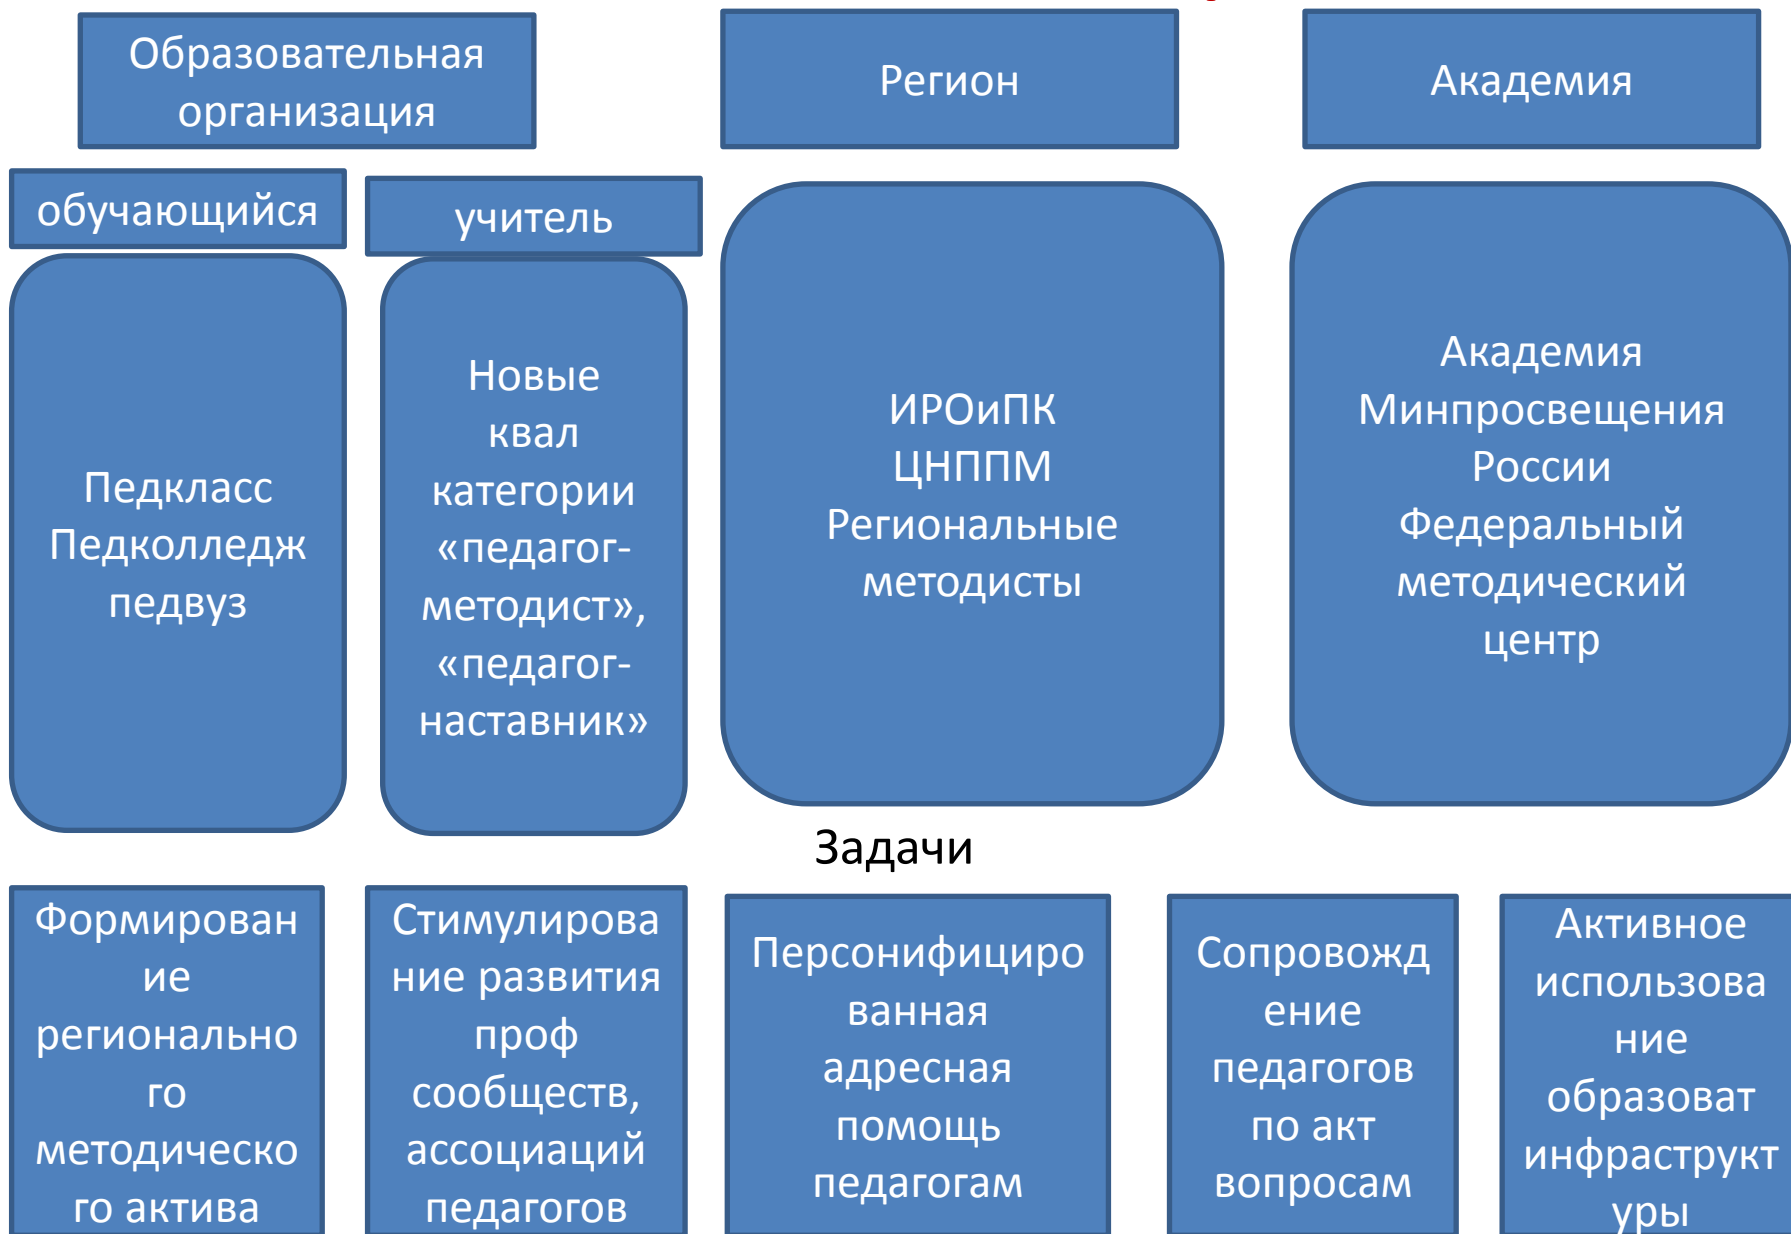 Образовательная
организация
Регион
Академия
обучающийся
учитель
Педкласс
Педколледж
педвуз
Новые
квал
категории
«педагог-
методист»,
«педагог-
наставник»
ИРОиПК
ЦНППМ
Региональные
методисты
Академия
Минпросвещения
России
Федеральный
методический
центр
Задачи
Формирован
ие
регионально
го
методическо
го актива
Стимулирова
ние развития
проф
сообществ,
ассоциаций
педагогов
Персонифициро
ванная
адресная
помощь
педагогам
Сопровожд
ение
педагогов
по акт
вопросам
Активное
использова
ние
образоват
инфраструкт
уры